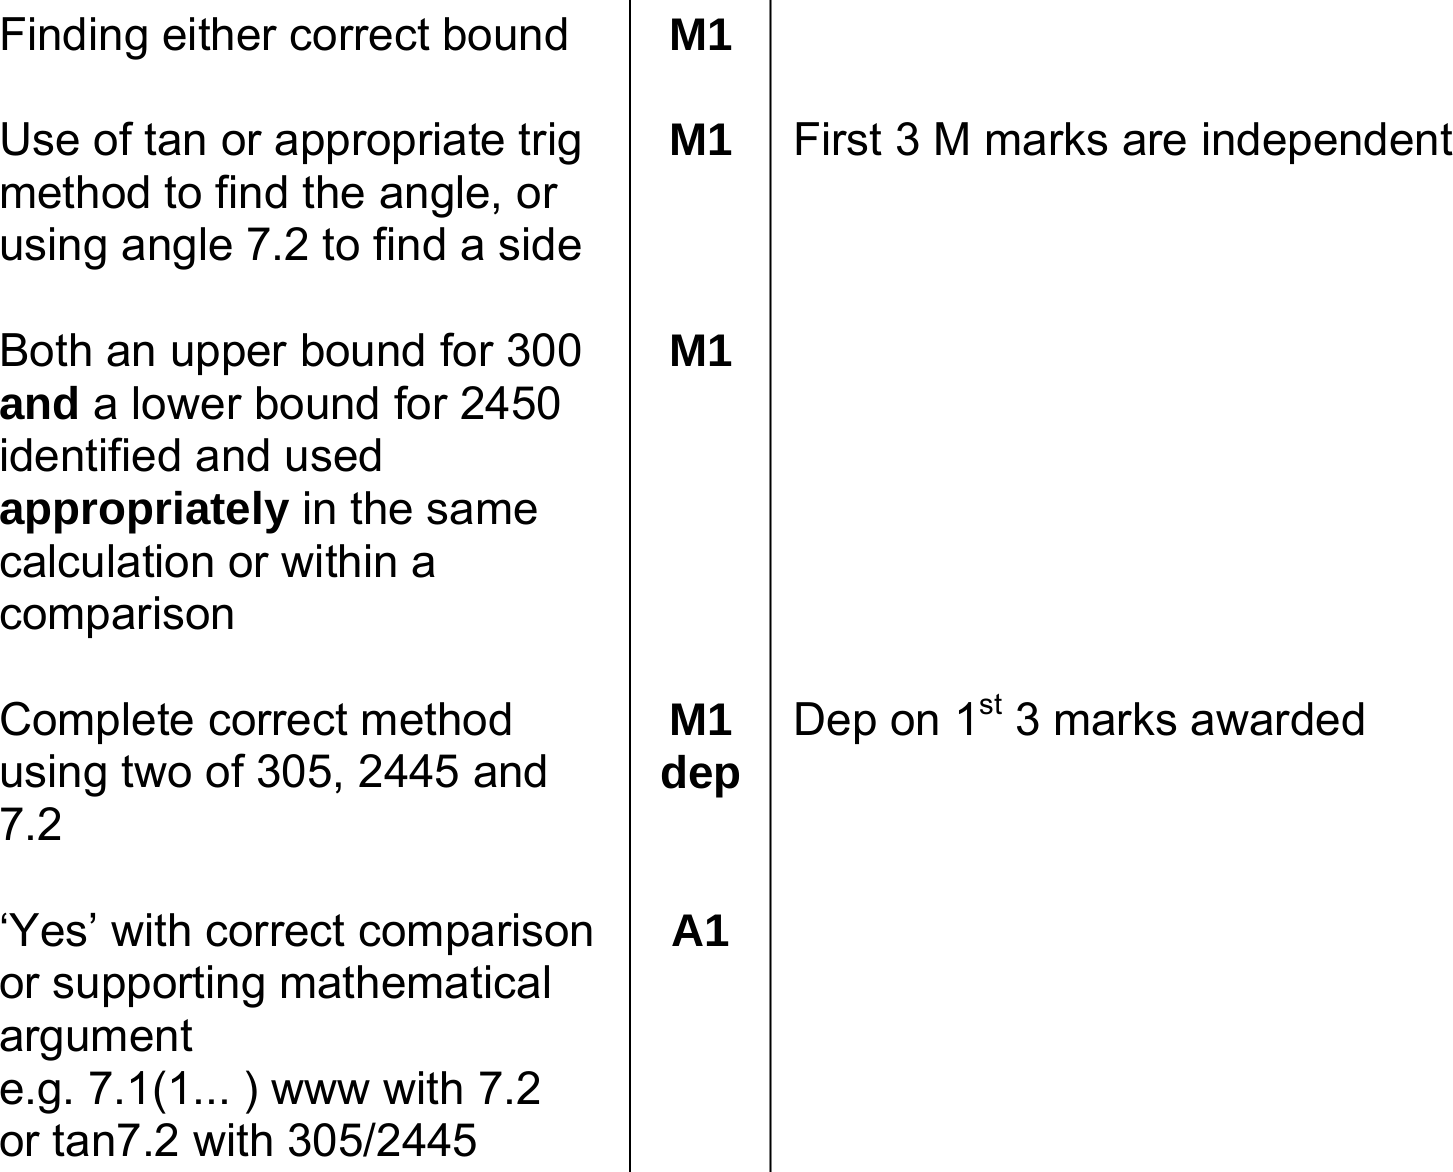 Finding either correct bound M1
Use of tan or appropriate trig M1 First 3 M marks are independent
method to find the angle, or
using angle 7.2 to find a side
Both an upper bound for 300 M1
and a lower bound for 2450
identified and used
appropriately in the same
calculation or within a
comparison
Complete correct method M1 Dep on 1st 3 marks awarded
using two of 305, 2445 and dep
7.2
‘Yes’ with correct comparison A1
or supporting mathematical
argument
e.g. 7.1(1... ) www with 7.2
or tan7.2 with 305/2445